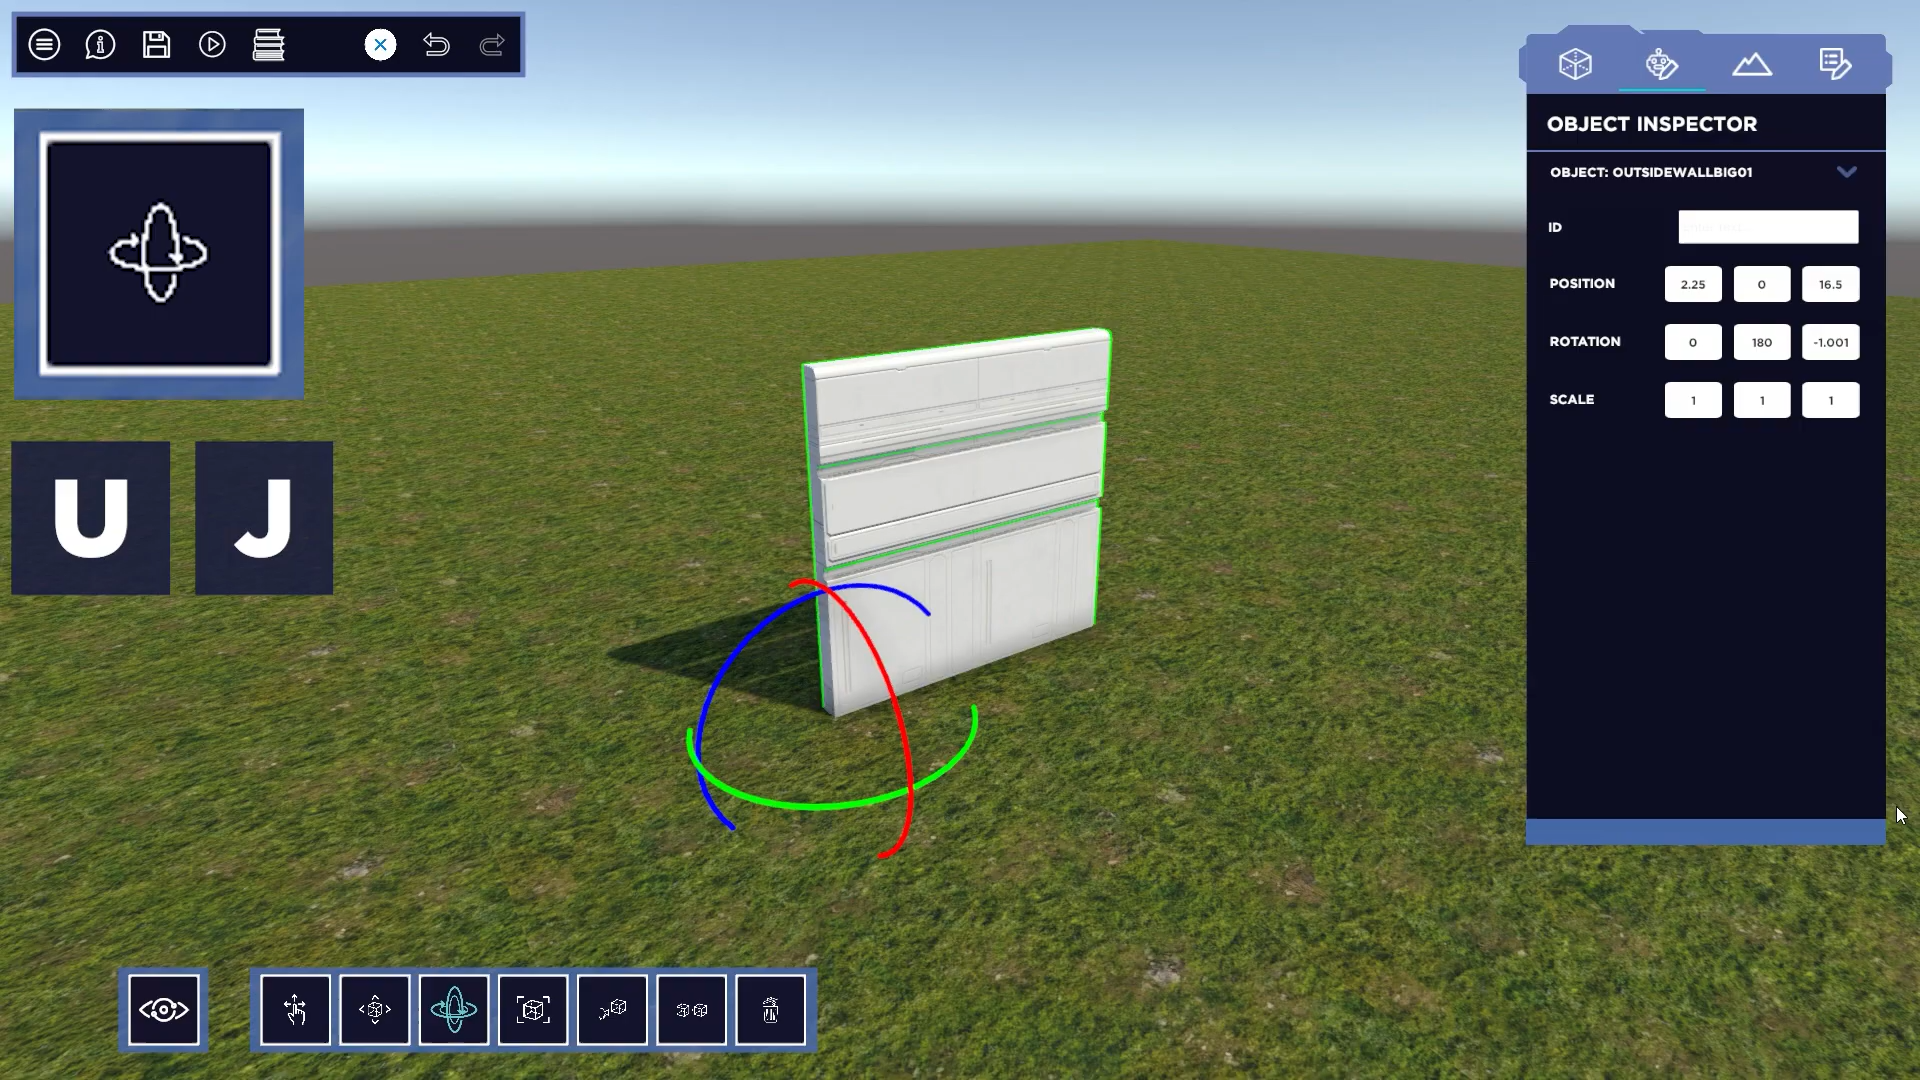 U J
OBJECT INSPECTOR
OBJECT: OUTSIDEWALLBIG01
ID
POSITION 2.25 0 16.5
ROTATION 0 180 -1.001
SCALE 1 1 1